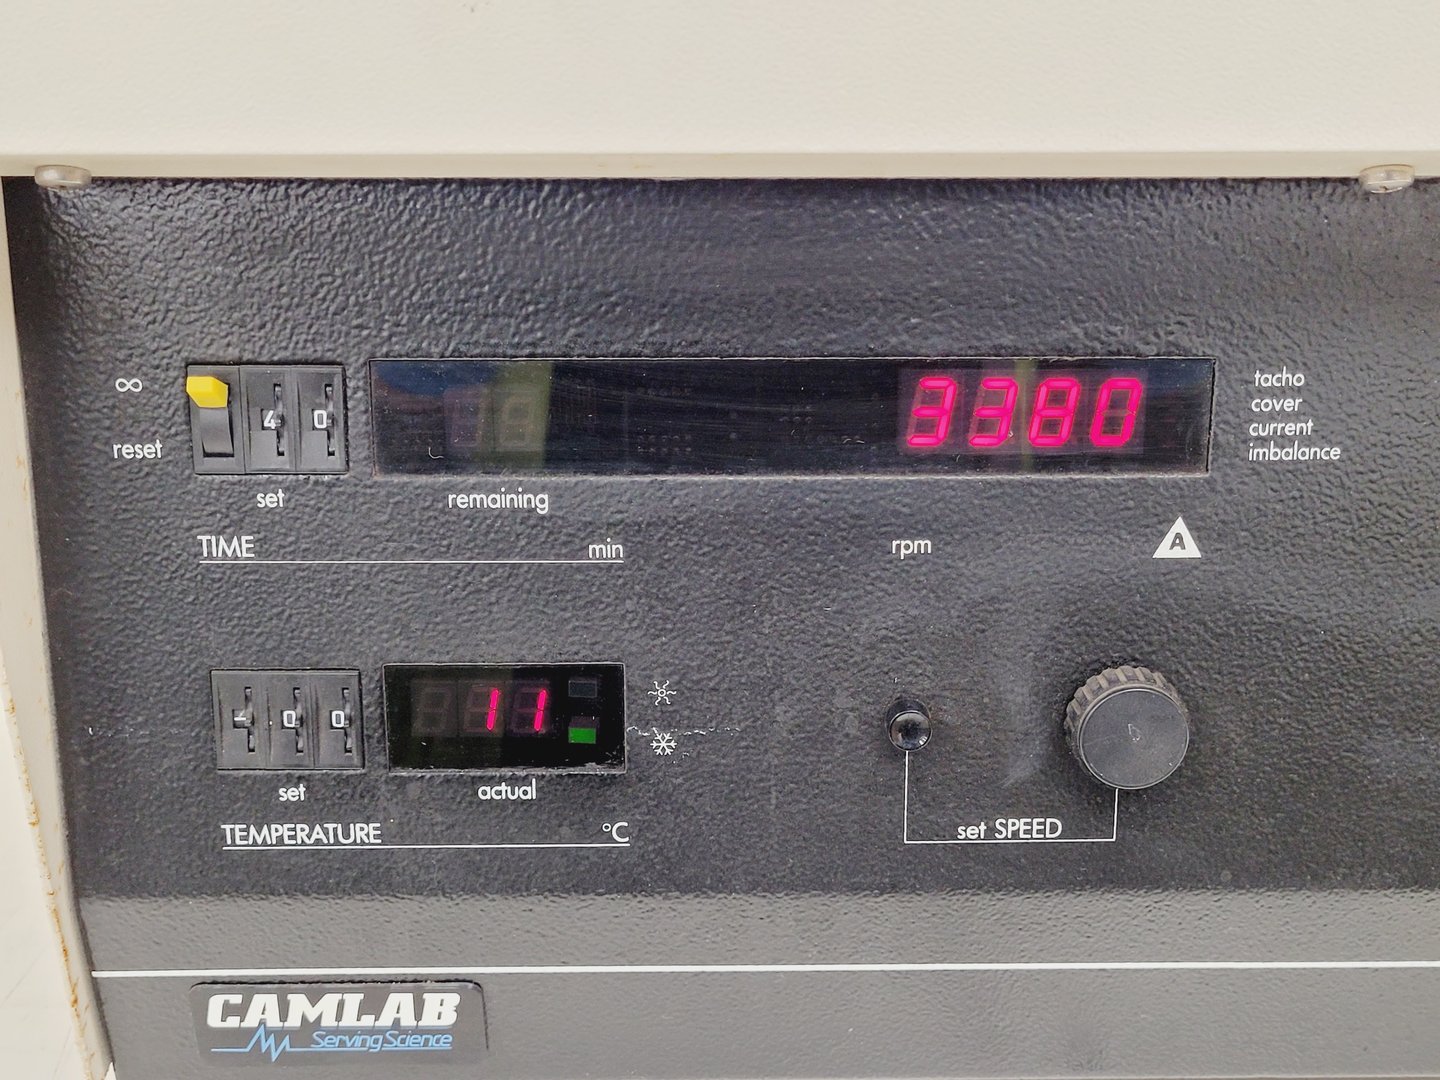 ∞
reset
4 0
set
remaining
TIME
min
3380
rpm
tacho
cover
current
imbalance
A
- 0 0
set
11
actual
TEMPERATURE
°C
set SPEED
CAMLAB
Serving Science